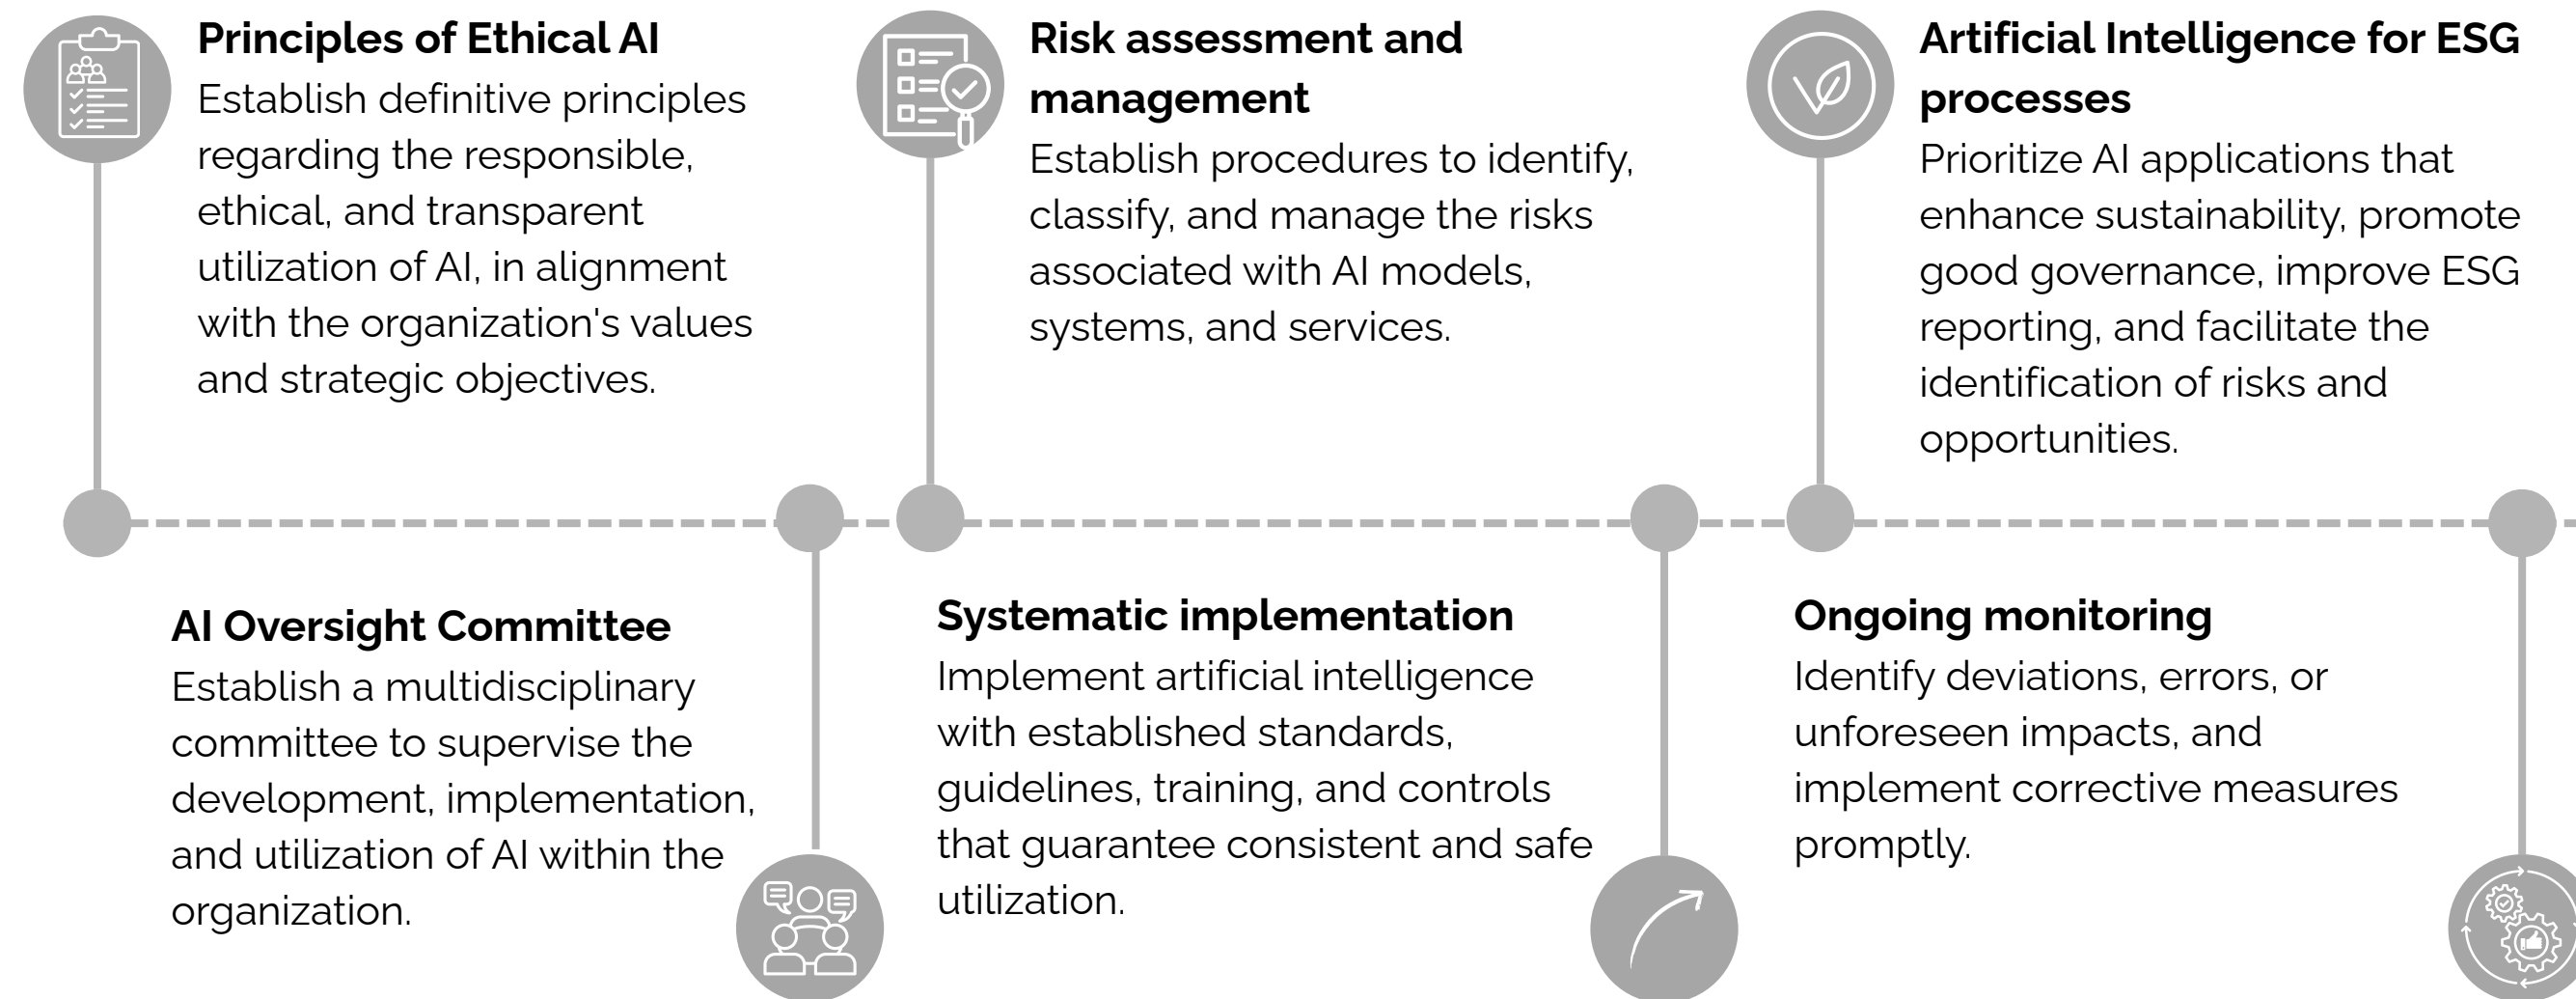 Principles of Ethical AI
Establish definitive principles
regarding the responsible,
ethical, and transparent
utilization of AI, in alignment
with the organization's values
and strategic objectives.
AI Oversight Committee
Establish a multidisciplinary
committee to supervise the
development, implementation,
and utilization of AI within the
organization.
Risk assessment and
management
Establish procedures to identify,
classify, and manage the risks
associated with AI models,
systems, and services.
Systematic implementation
Implement artificial intelligence
with established standards,
guidelines, training, and controls
that guarantee consistent and safe
utilization.
Artificial Intelligence for ESG
processes
Prioritize AI applications that
enhance sustainability, promote
good governance, improve ESG
reporting, and facilitate the
identification of risks and
opportunities.
Ongoing monitoring
Identify deviations, errors, or
unforeseen impacts, and
implement corrective measures
promptly.